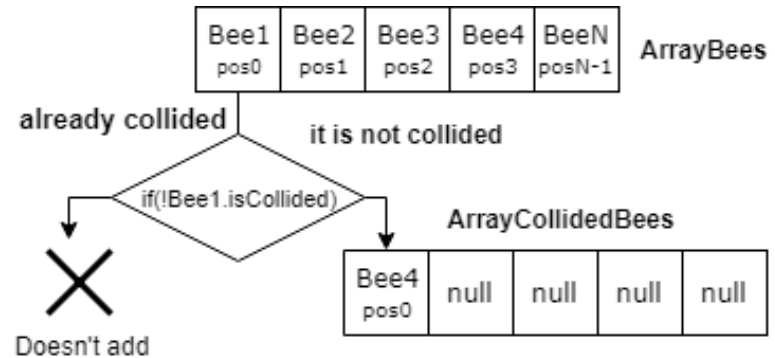 Bee1 Bee2 Bee3 Bee4 BeeN
pos0 pos1 pos2 pos3 posN-1
ArrayBees
already collided
it is not collided
if(!Bee1.isCollided)
ArrayCollidedBees
Bee4 null null null null
pos0
Doesn't add